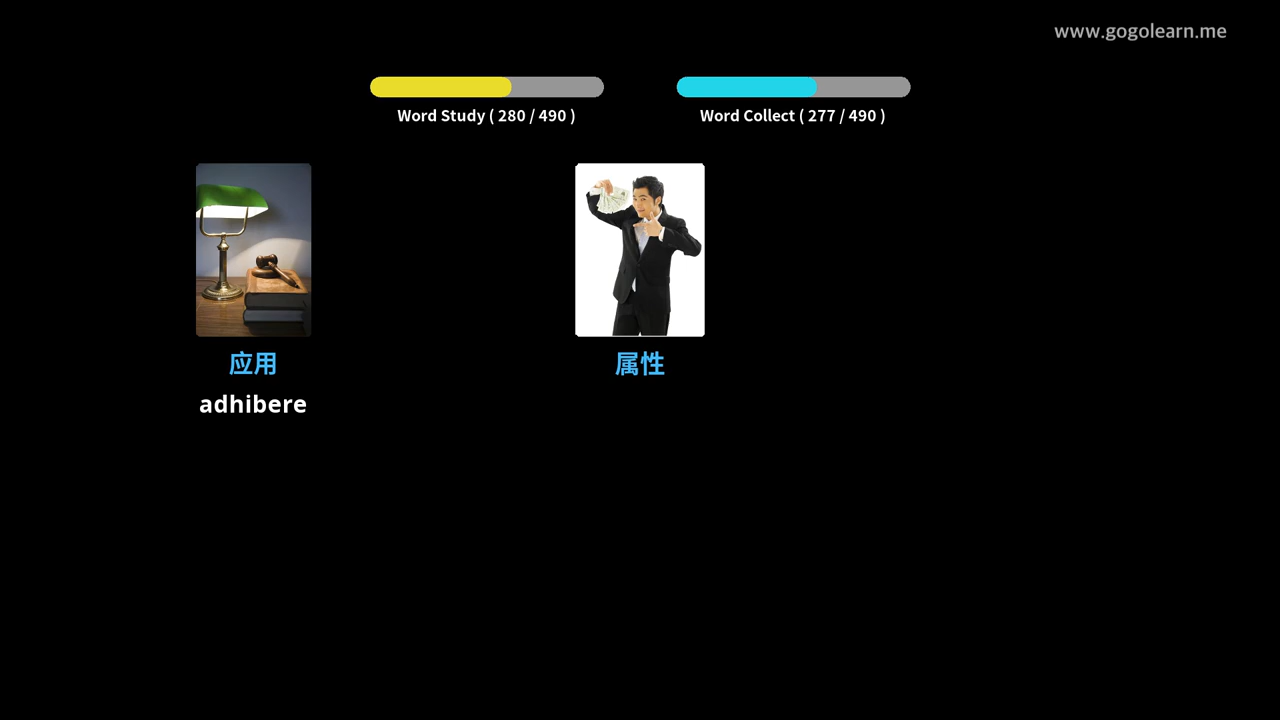 www.gogolearn.me
Word Study ( 280 / 490 )
Word Collect ( 277 / 490 )
应用
属性
adhibere